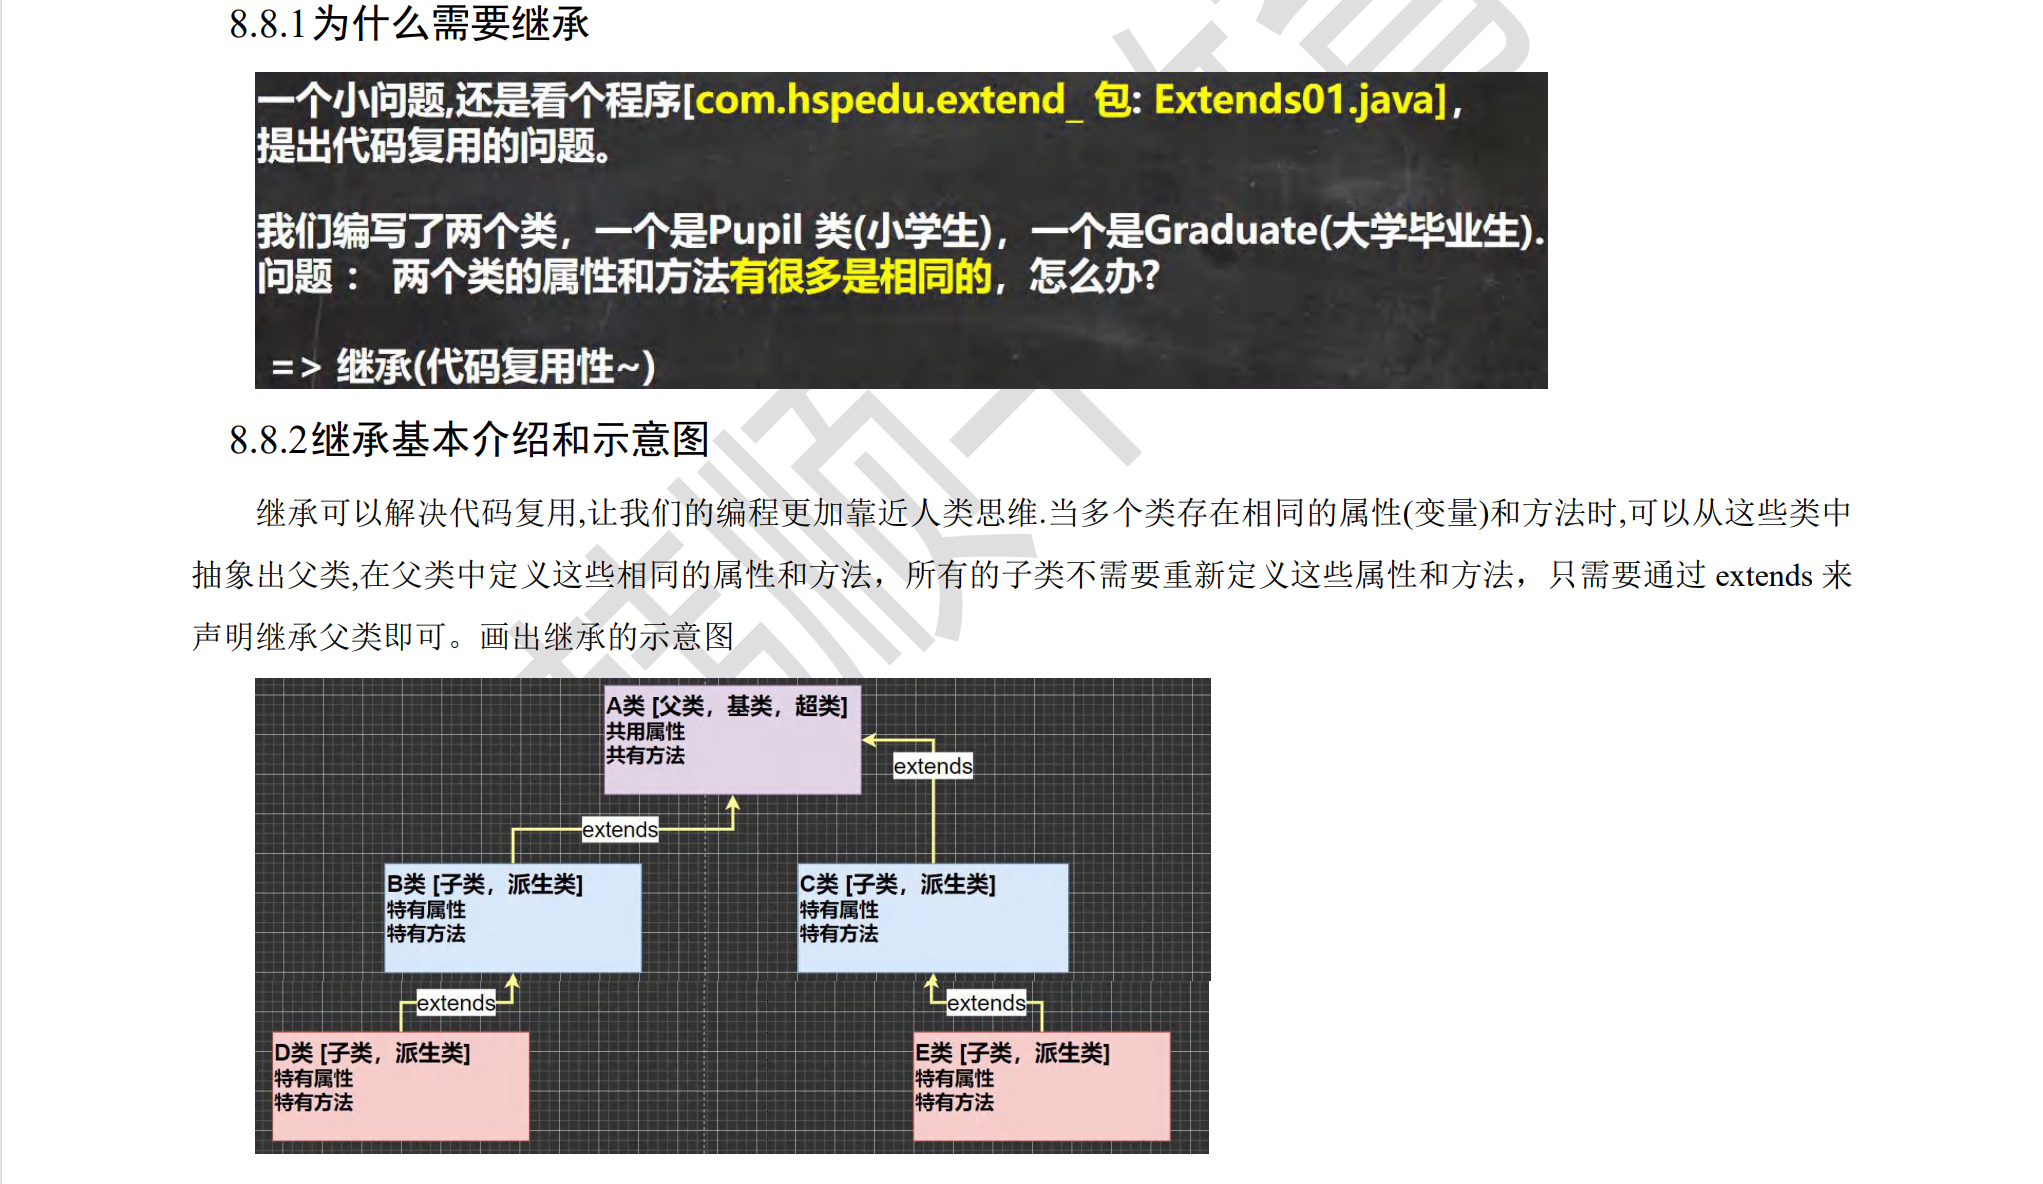 8.8.1为什么需要继承
一个小问题,还是看个程序[com.hspedu.extend_ 包: Extends01.java]，
提出代码复用的问题。
我们编写了两个类，一个是Pupil 类(小学生)，一个是Graduate(大学毕业生).
问题： 两个类的属性和方法有很多是相同的，怎么办?
=> 继承(代码复用性~)
8.8.2继承基本介绍和示意图
继承可以解决代码复用,让我们的编程更加靠近人类思维.当多个类存在相同的属性(变量)和方法时,可以从这些类中
抽象出父类,在父类中定义这些相同的属性和方法，所有的子类不需要重新定义这些属性和方法，只需要通过 extends 来
声明继承父类即可。画出继承的示意图
A类 [父类，基类，超类]
共用属性
共有方法
extends
extends
B类 [子类，派生类]
特有属性
特有方法
C类 [子类，派生类]
特有属性
特有方法
extends
extends
D类 [子类，派生类]
特有属性
特有方法
E类 [子类，派生类]
特有属性
特有方法